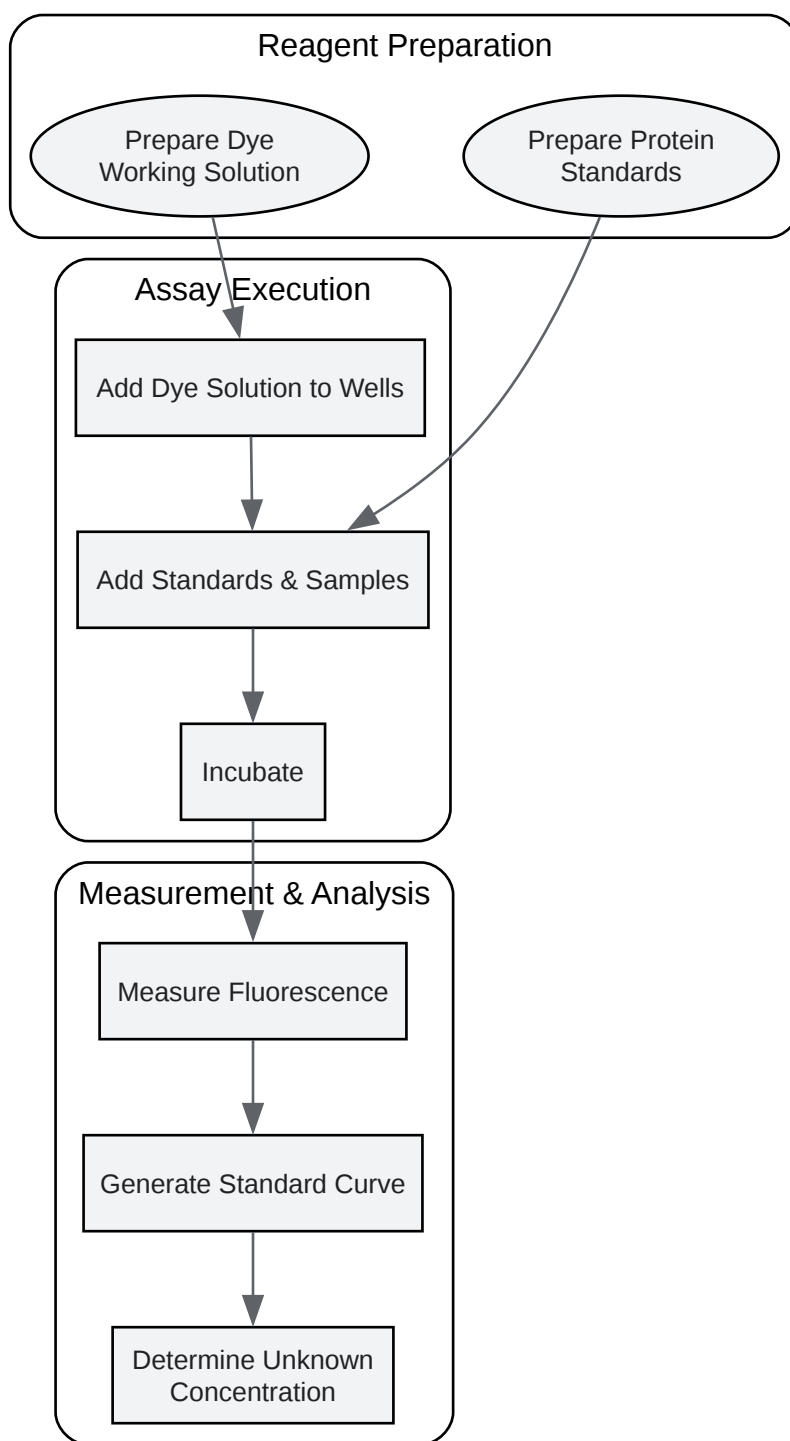 Reagent Preparation
Prepare Dye
Working Solution
Prepare Protein
Standards
Assay Execution
Add Dye Solution to Wells
Add Standards & Samples
Incubate
Measurement & Analysis
Measure Fluorescence
Generate Standard Curve
Determine Unknown
Concentration